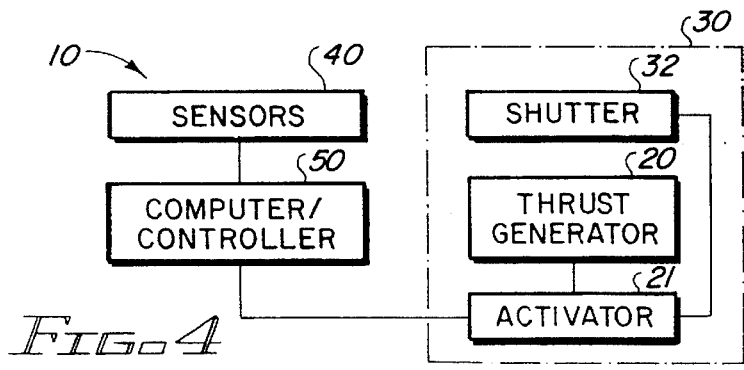 10
40
SENSORS
50
COMPUTER/
CONTROLLER
30
32
SHUTTER
20
THRUST
GENERATOR
21
ACTIVATOR
FIG. 4